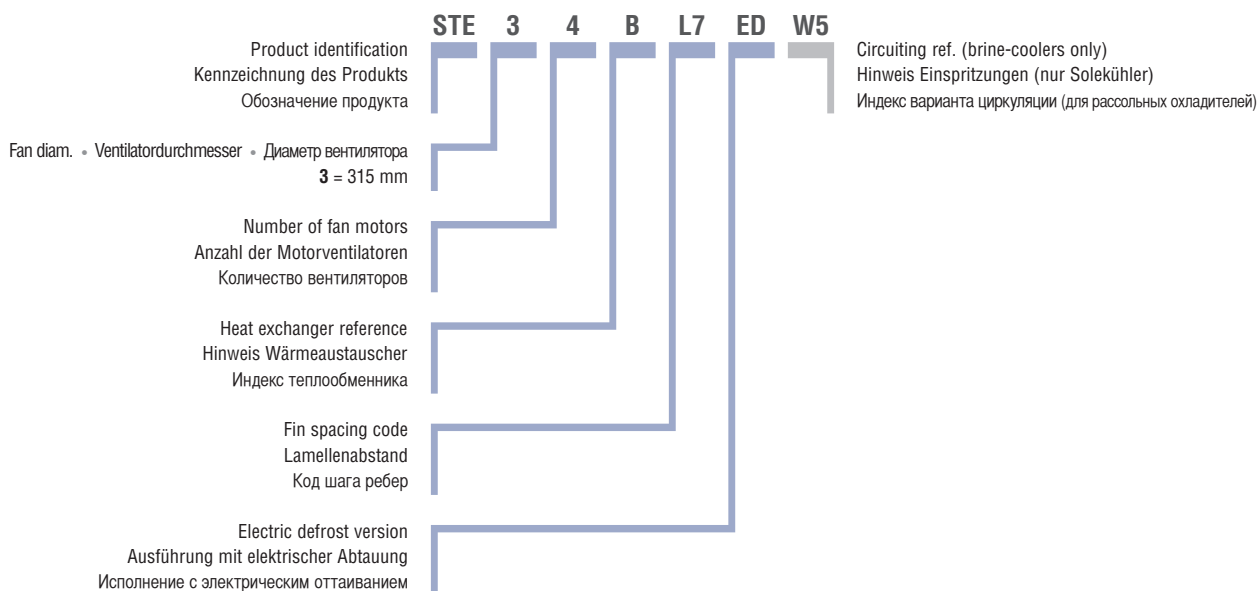 STE 3 4 B L7 ED W5
Product identification
Kennzeichnung des Produkts
Обозначение продукта
Circuiting ref. (brine-coolers only)
Hinweis Einspritzungen (nur Solekühler)
Индекс варианта циркуляции (для рассольных охладителей)
Fan diam. • Ventilatordurchmesser • Диаметр вентилятора
3 = 315 mm
Number of fan motors
Anzahl der Motorventilatoren
Количество вентиляторов
Heat exchanger reference
Hinweis Wärmeaustauscher
Индекс теплообменника
Fin spacing code
Lamellenabstand
Код шага ребер
Electric defrost version
Ausführung mit elektrischer Abtauung
Исполнение с электрическим оттаиванием